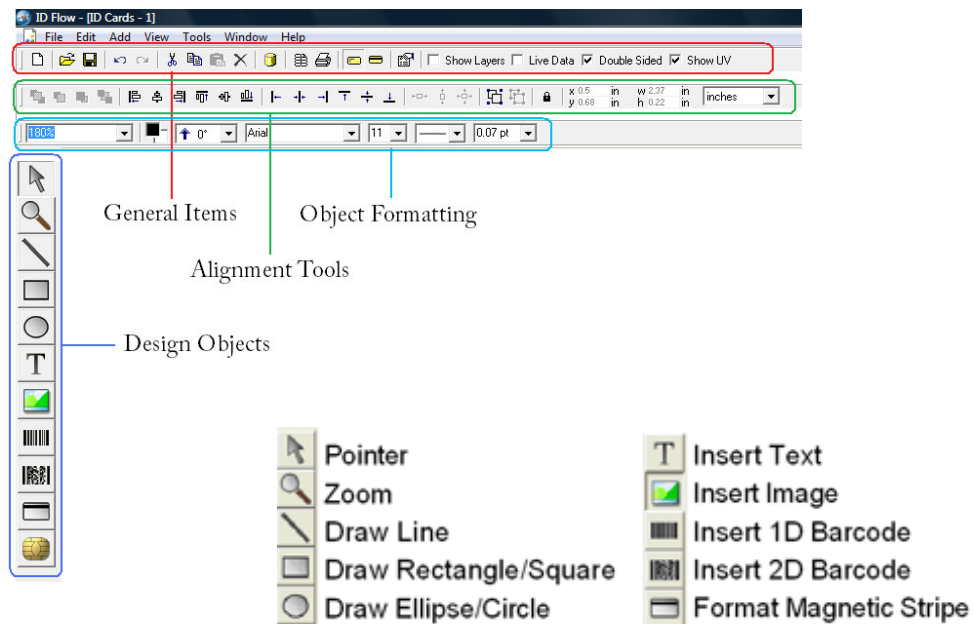 ID Flow - [ID Cards - 1]
File Edit Add View Tools Window Help
Show Layers Live Data Double Sided Show UV
x 0.5 in w 2.37 in inches
y 0.68 in h 0.22 in
180% 0° Arial 11 0.07 pt
General Items
Object Formatting
Alignment Tools
Design Objects
T
Pointer
Zoom
Draw Line
Draw Rectangle/Square
Draw Ellipse/Circle
T Insert Text
Insert Image
Insert 1D Barcode
Insert 2D Barcode
Format Magnetic Stripe